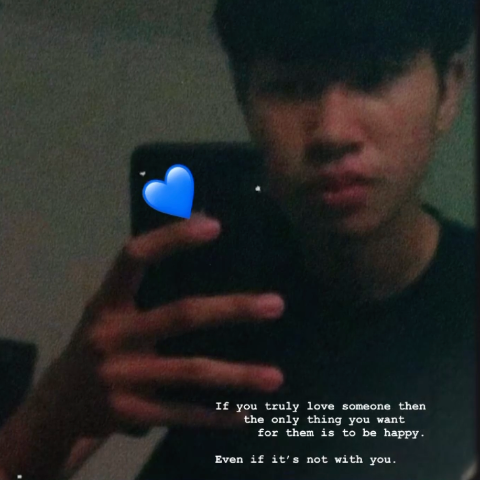 If you truly love someone then
the only thing you want
for them is to be happy.
Even if it's not with you.